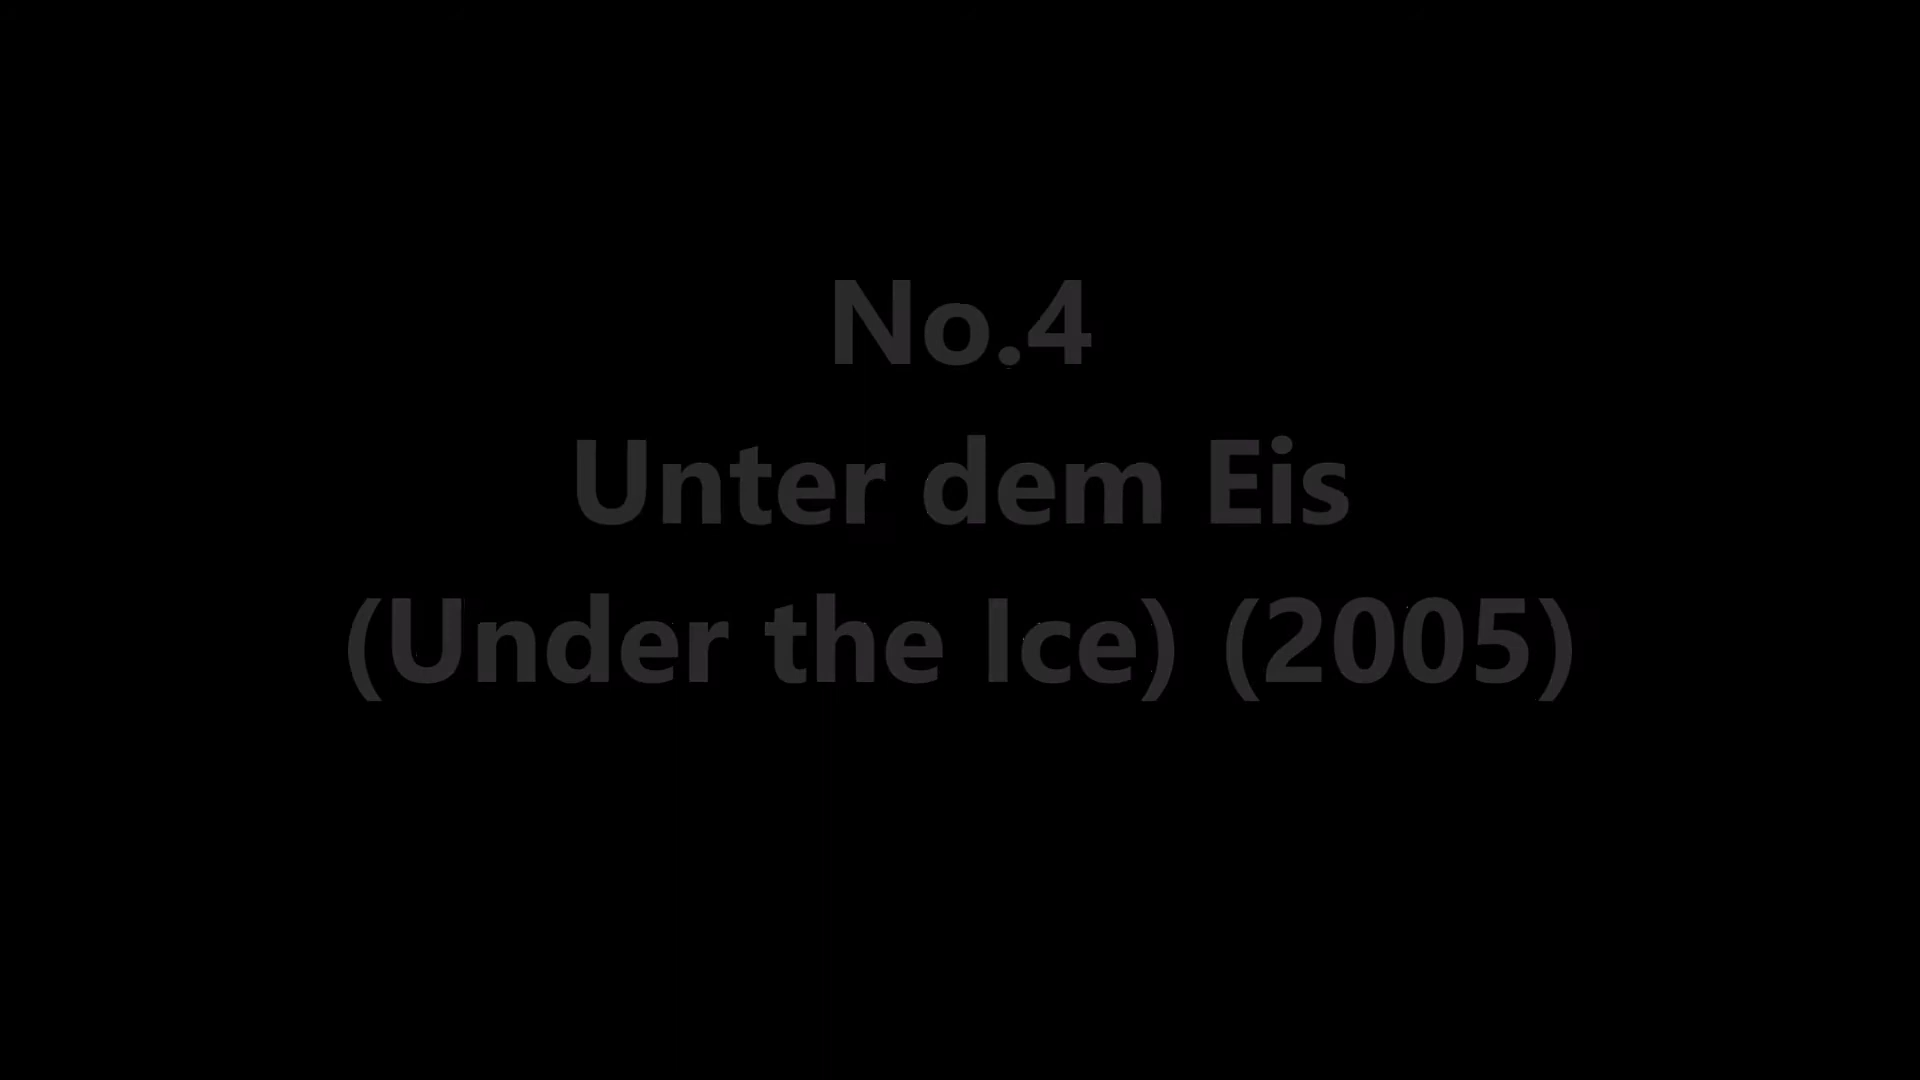 No.4
Unter dem Eis
(Under the Ice) (2005)